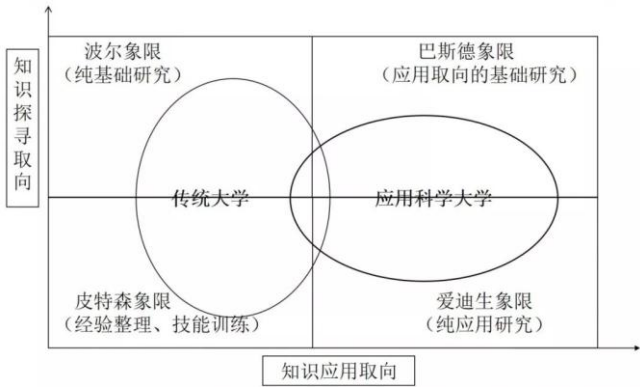 知识探寻取向
波尔象限
（纯基础研究）
巴斯德象限
（应用取向的基础研究）
传统大学
应用科学大学
皮特森象限
（经验整理、技能训练）
爱迪生象限
（纯应用研究）
知识应用取向